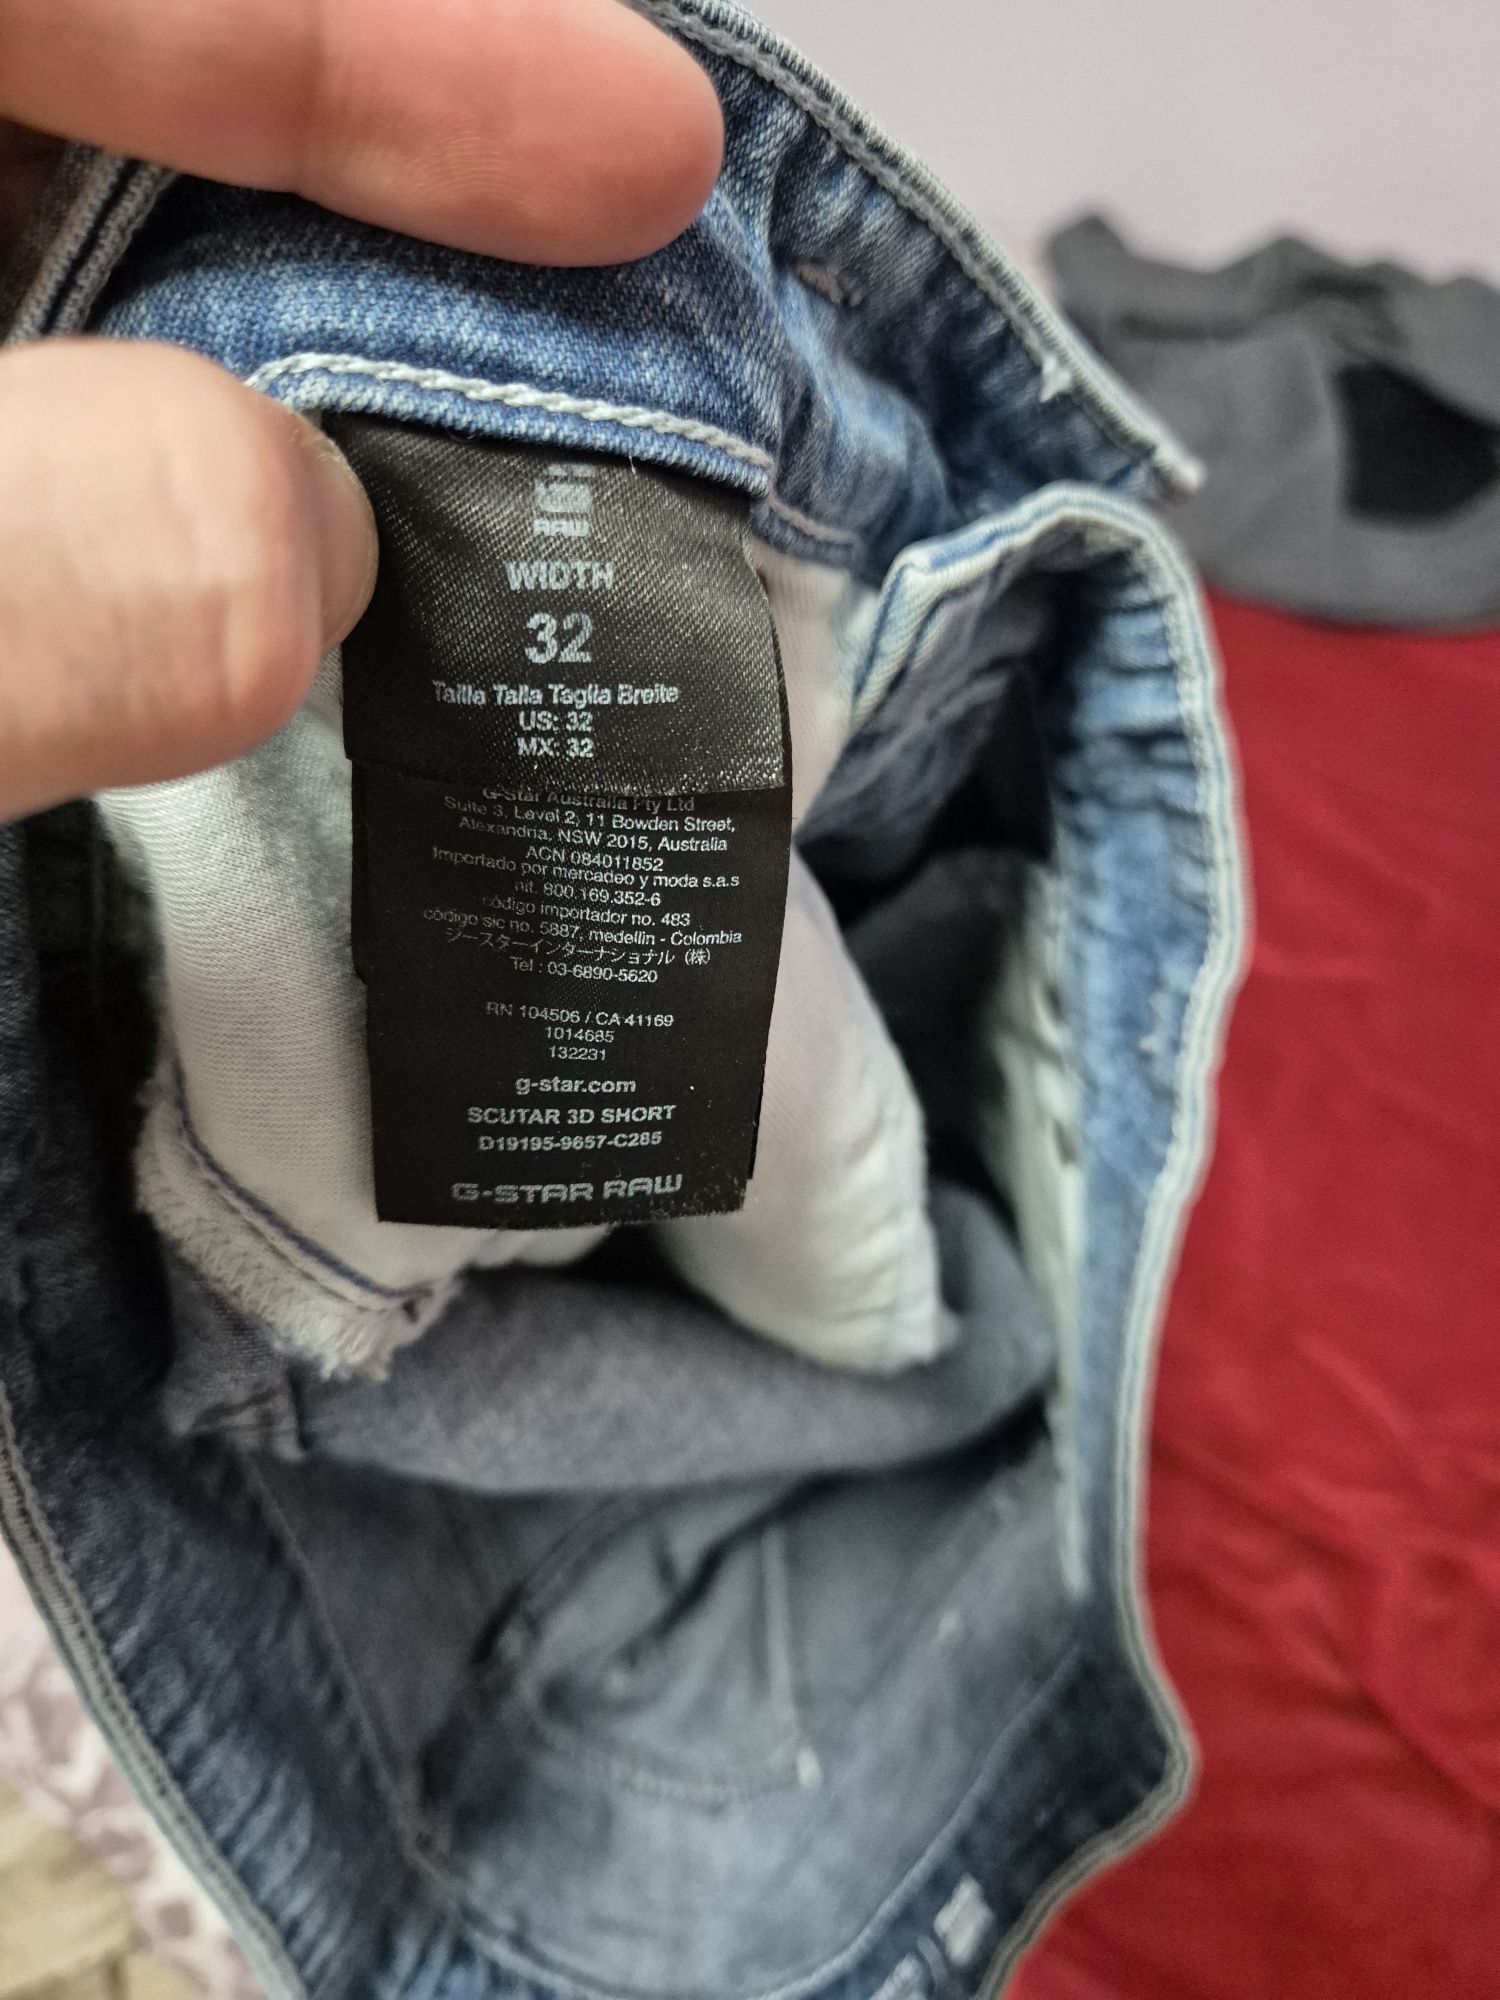 RAW
WIDTH
32
Taille Talla Taglia Breite
US: 32
MX: 32
G-Star Australia Pty Ltd
Suite 3, Level 2, 11 Bowden Street,
Alexandria, NSW 2015, Australia
ACN 084011852
Importado por mercadeo y moda s.a.s
nit. 800.169.352-6
código importador no. 483
código sic no. 5887, medellin - Colombia
ジースターインターナショナル (株)
Tel : 03-6890-5620
RN 104506 / CA 41169
1014685
132231
g-star.com
SCUTAR 3D SHORT
D19195-9657-C285
G-STAR RAW